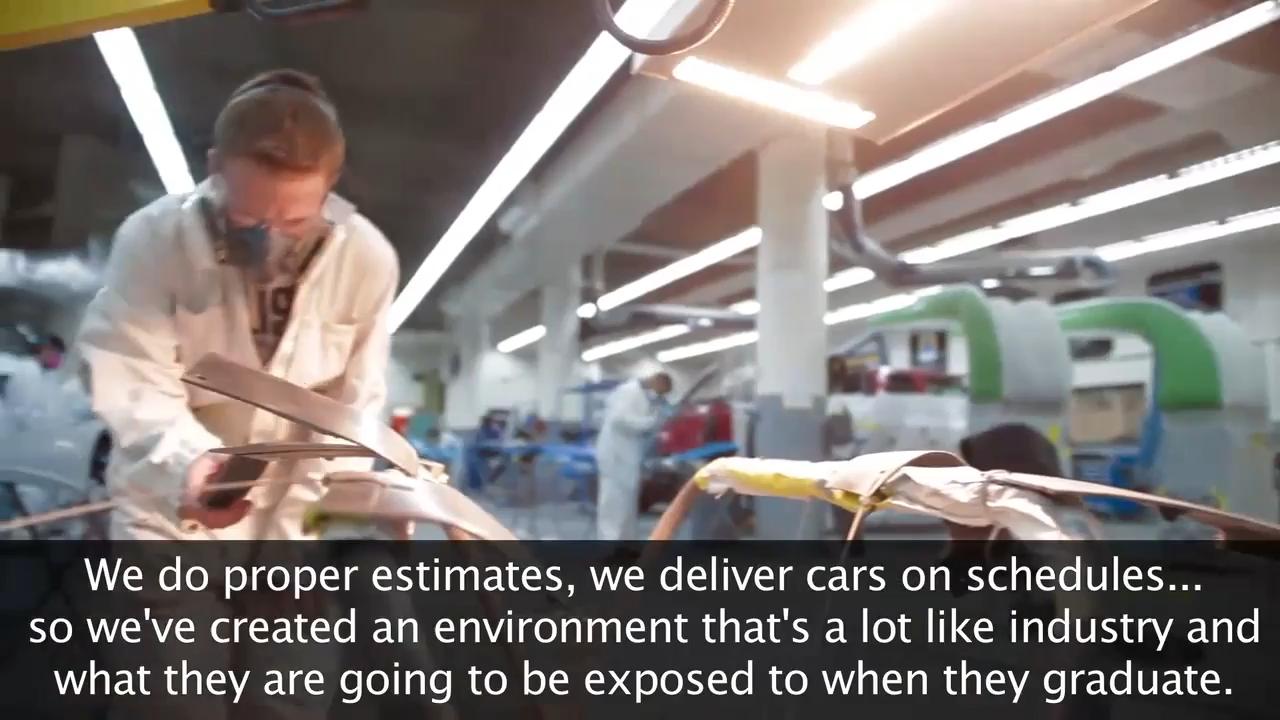 We do proper estimates, we deliver cars on schedules...
so we've created an environment that's a lot like industry and
what they are going to be exposed to when they graduate.